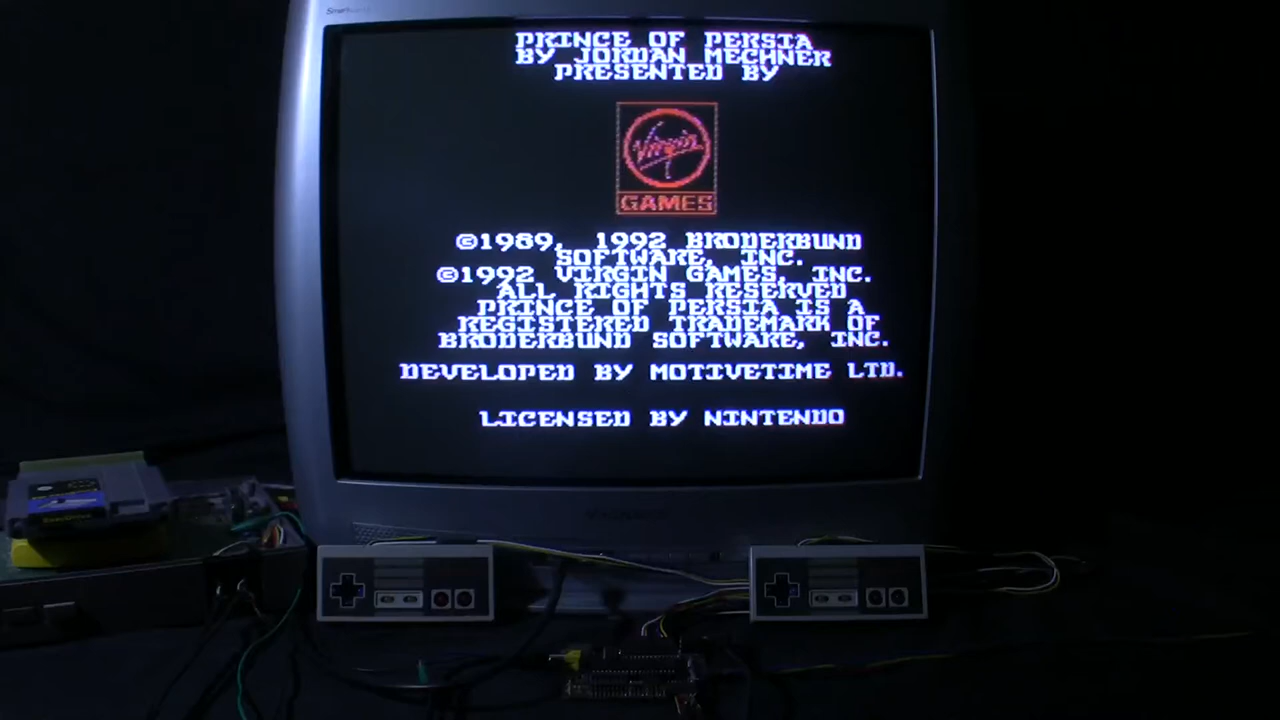 PRINCE OF PERSIA
BY JORDAN MECHNER
PRESENTED BY
Virgin
GAMES
©1989, 1992 BRODERBUND
SOFTWARE, INC.
©1992 VIRGIN GAMES, INC.
ALL RIGHTS RESERVED
PRINCE OF PERSIA IS A
REGISTERED TRADEMARK OF
BRODERBUND SOFTWARE, INC.
DEVELOPED BY MOTIVETIME LTD.
LICENSED BY NINTENDO